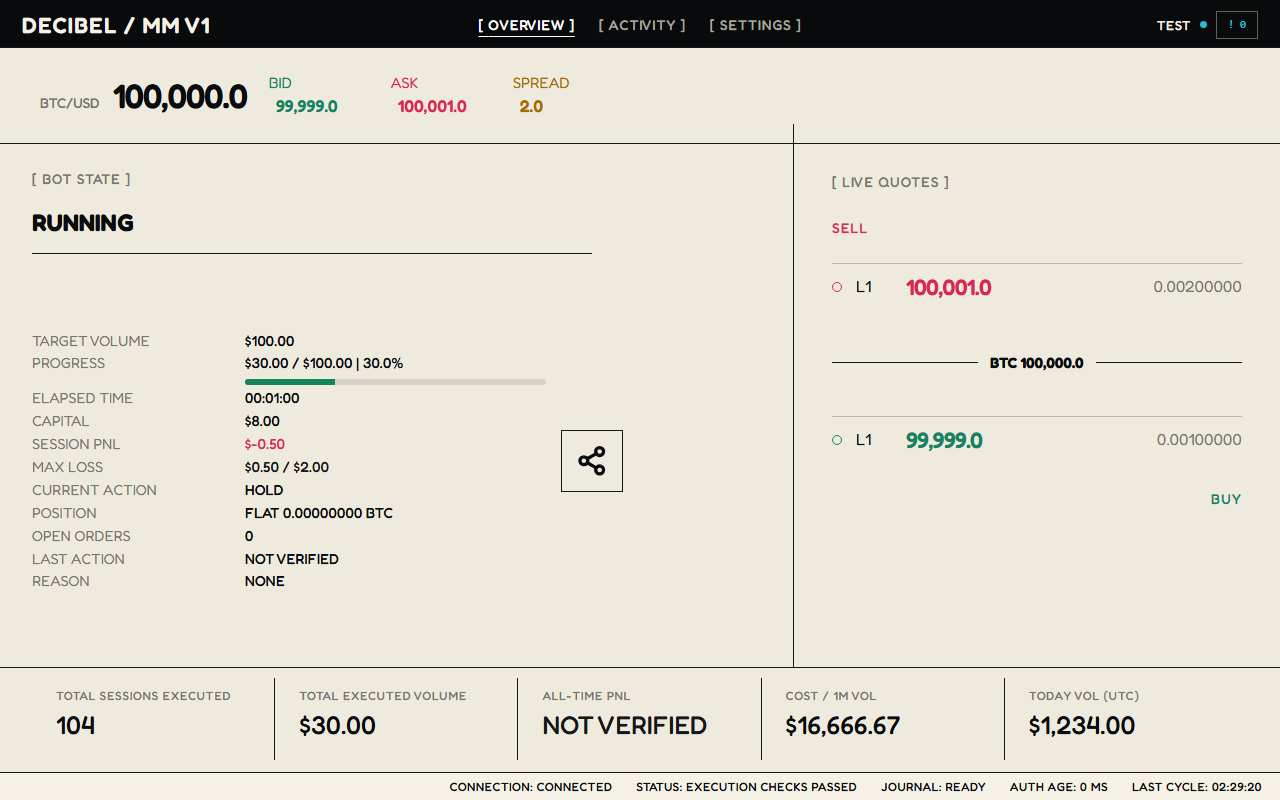 DECIBEL / MM V1
[ OVERVIEW ] [ ACTIVITY ] [ SETTINGS ]
TEST ! 0
BTC/USD 100,000.0
BID 99,999.0
ASK 100,001.0
SPREAD 2.0
[ BOT STATE ]
RUNNING
TARGET VOLUME $100.00
PROGRESS $30.00 / $100.00 | 30.0%
ELAPSED TIME 00:01:00
CAPITAL $8.00
SESSION PNL $-0.50
MAX LOSS $0.50 / $2.00
CURRENT ACTION HOLD
POSITION FLAT 0.00000000 BTC
OPEN ORDERS 0
LAST ACTION NOT VERIFIED
REASON NONE
[ LIVE QUOTES ]
SELL
L1 100,001.0 0.00200000
BTC 100,000.0
L1 99,999.0 0.00100000
BUY
TOTAL SESSIONS EXECUTED
104
TOTAL EXECUTED VOLUME
$30.00
ALL-TIME PNL
NOT VERIFIED
COST / 1M VOL
$16,666.67
TODAY VOL (UTC)
$1,234.00
CONNECTION: CONNECTED STATUS: EXECUTION CHECKS PASSED JOURNAL: READY AUTH AGE: 0 MS LAST CYCLE: 02:29:20